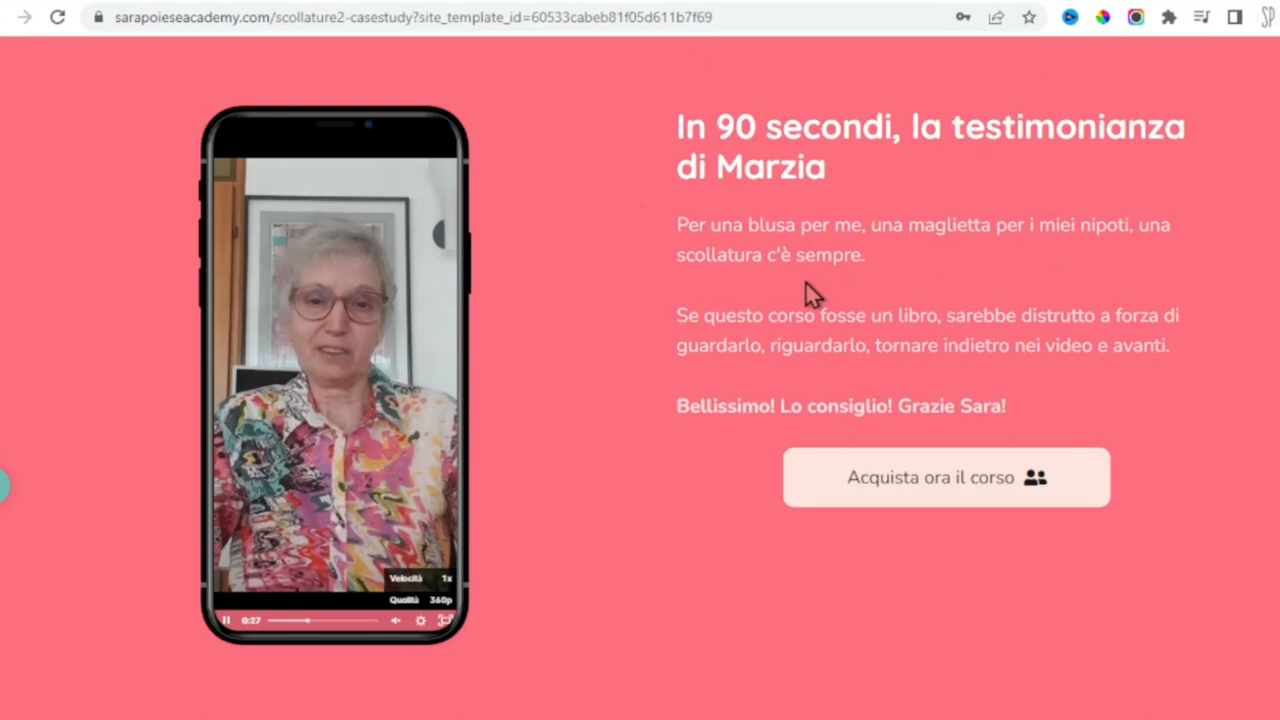 sarapoieseacademy.com/scollature2-casestudy?site_template_id=60533cabeb81f05d611b7f69
SP
In 90 secondi, la testimonianza
di Marzia
Per una blusa per me, una maglietta per i miei nipoti, una
scollatura c'è sempre.
Se questo corso fosse un libro, sarebbe distrutto a forza di
guardarlo, riguardarlo, tornare indietro nei video e avanti.
Bellissimo! Lo consiglio! Grazie Sara!
Acquista ora il corso
Velocità 1x
Qualità 360p
0:27